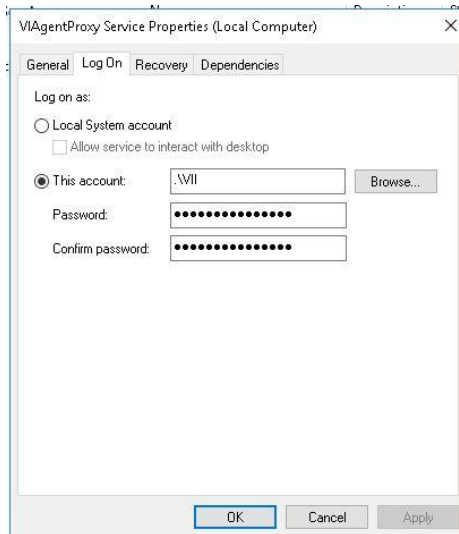 VIAgentProxy Service Properties (Local Computer)
General Log On Recovery Dependencies
Log on as:
Local System account
Allow service to interact with desktop
This account: .\VII Browse...
Password: •••••••••••••••
Confirm password: •••••••••••••••
OK Cancel Apply